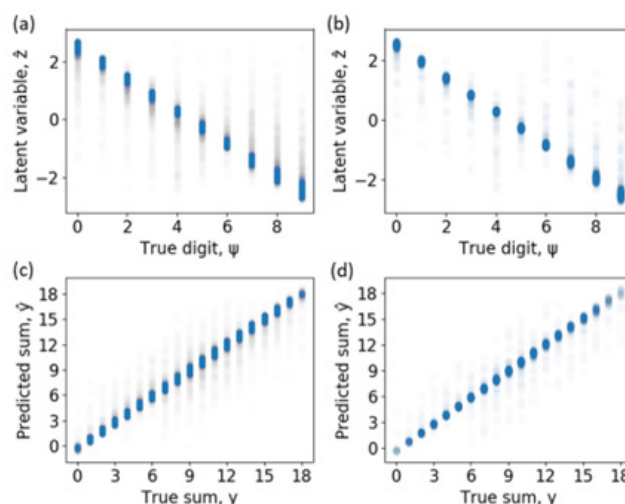 (a)
Latent variable, ẑ
2
0
−2
0 2 4 6 8
True digit, ψ
(b)
Latent variable, ẑ
2
0
−2
0 2 4 6 8
True digit, ψ
(c)
Predicted sum, ŷ
18
15
12
9
6
3
0
0 3 6 9 12 15 18
True sum, y
(d)
Predicted sum, ŷ
18
15
12
9
6
3
0
0 3 6 9 12 15 18
True sum, y